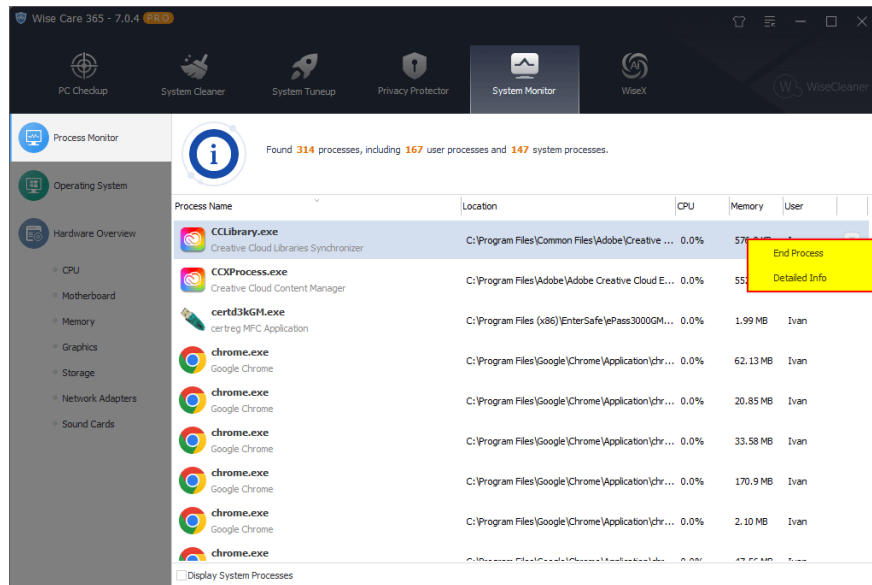 Wise Care 365 - 7.0.4 PRO
PC Checkup
System Cleaner
System Tuneup
Privacy Protector
System Monitor
AI
WiseX
WiseCleaner
Process Monitor
Operating System
Hardware Overview
CPU
Motherboard
Memory
Graphics
Storage
Network Adapters
Sound Cards
Found 314 processes, including 167 user processes and 147 system processes.
Process Name Location CPU Memory User
CCLibrary.exe
Creative Cloud Libraries Synchronizer
C:\Program Files\Common Files\Adobe\Creative ... 0.0%
End Process
Detailed Info
CCXProcess.exe
Creative Cloud Content Manager
C:\Program Files\Adobe\Adobe Creative Cloud E... 0.0%
certd3kGM.exe
certreg MFC Application
C:\Program Files (x86)\EnterSafe\ePass3000GM... 0.0% 1.99 MB Ivan
chrome.exe
Google Chrome
C:\Program Files\Google\Chrome\Application\chr... 0.0% 62.13 MB Ivan
chrome.exe
Google Chrome
C:\Program Files\Google\Chrome\Application\chr... 0.0% 20.85 MB Ivan
chrome.exe
Google Chrome
C:\Program Files\Google\Chrome\Application\chr... 0.0% 33.58 MB Ivan
chrome.exe
Google Chrome
C:\Program Files\Google\Chrome\Application\chr... 0.0% 170.9 MB Ivan
chrome.exe
Google Chrome
C:\Program Files\Google\Chrome\Application\chr... 0.0% 2.10 MB Ivan
chrome.exe
Display System Processes